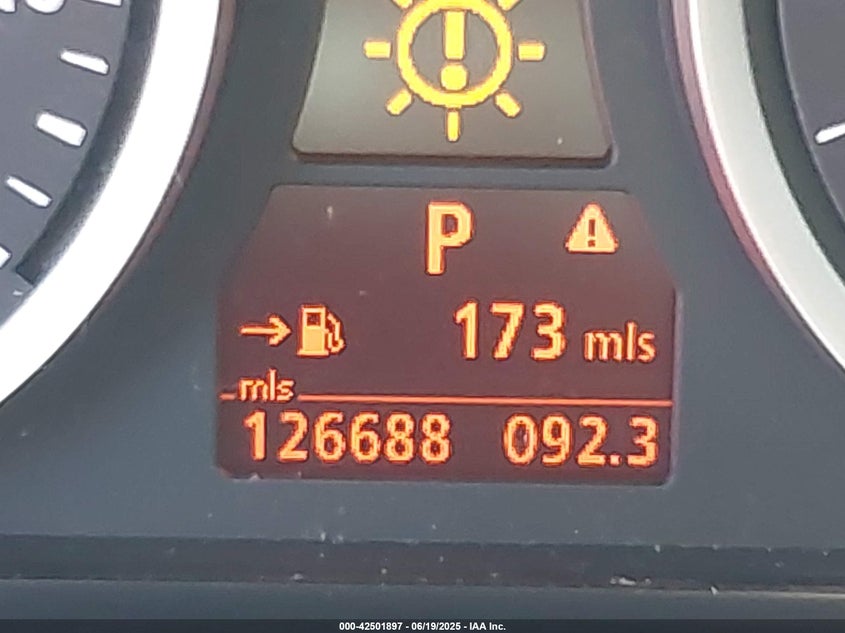 P
173 mls
mls
126688 092.3
000-42501897 - 06/19/2025 - IAA Inc.